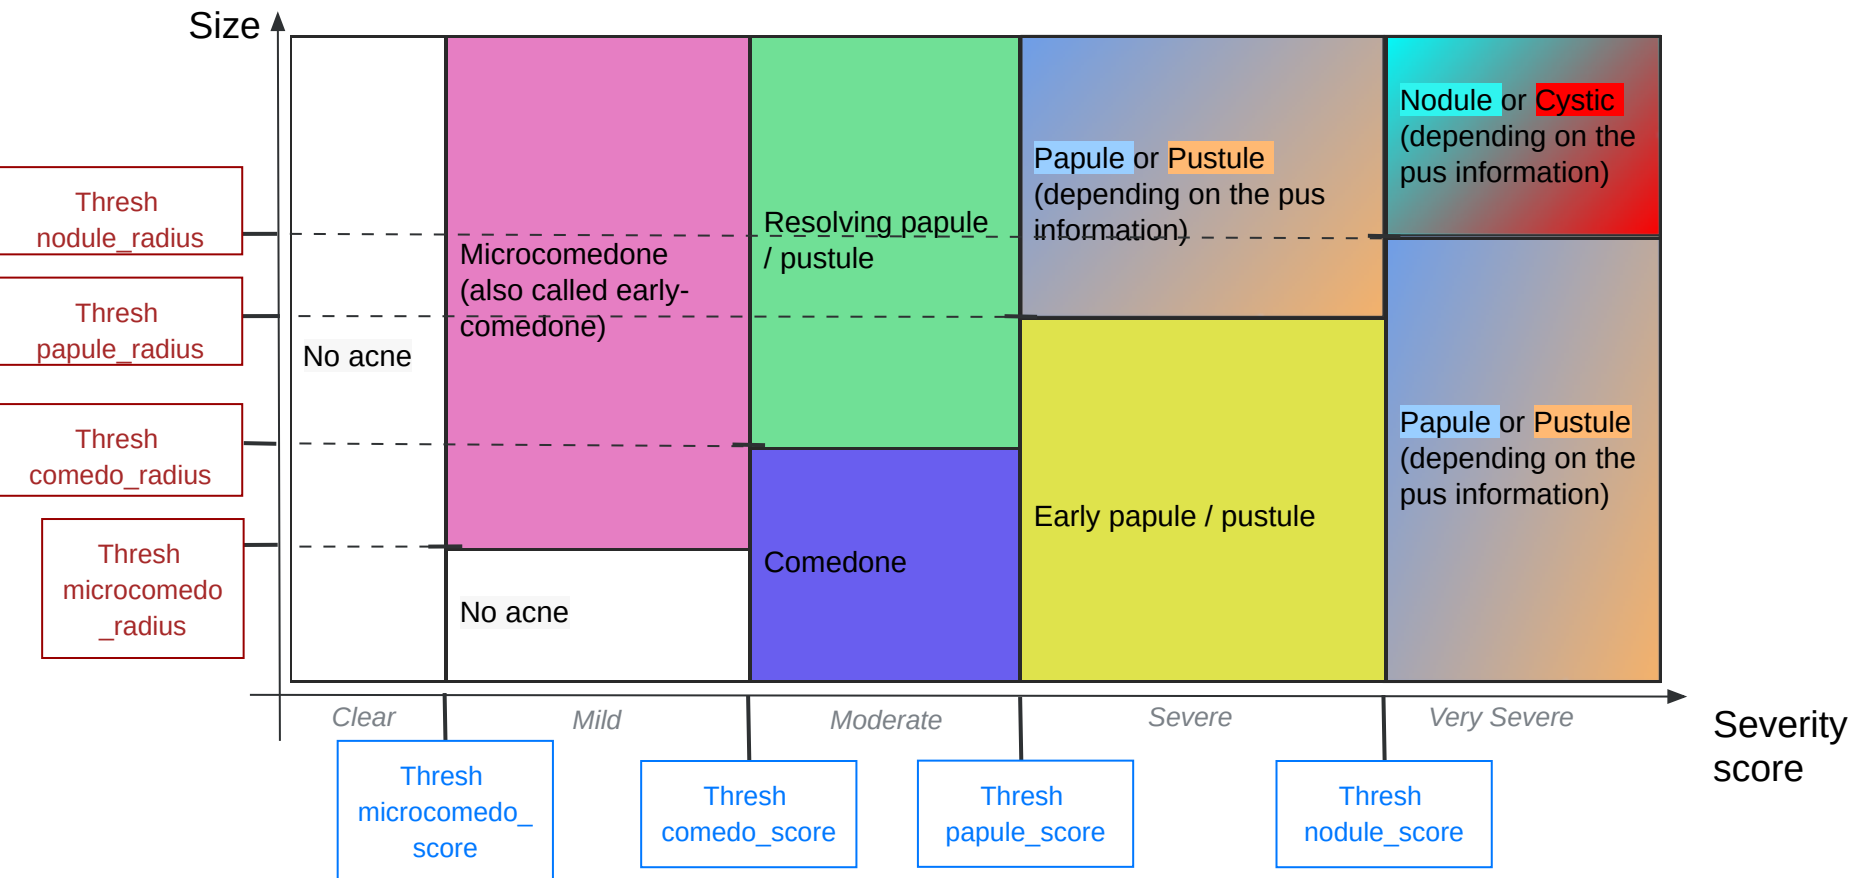 Size
Nodule or Cystic
(depending on the
pus information)
Papule or Pustule
(depending on the pus
information)
Thresh
nodule_radius
Resolving papule
/ pustule
Microcomedone
(also called early-
comedone)
Thresh
papule_radius
No acne
Thresh
comedo_radius
Papule or Pustule
(depending on the
pus information)
Early papule / pustule
Thresh
microcomedo
_radius
Comedone
No acne
Clear
Mild
Moderate
Severe
Very Severe
Severity
score
Thresh
microcomedo_
score
Thresh
comedo_score
Thresh
papule_score
Thresh
nodule_score